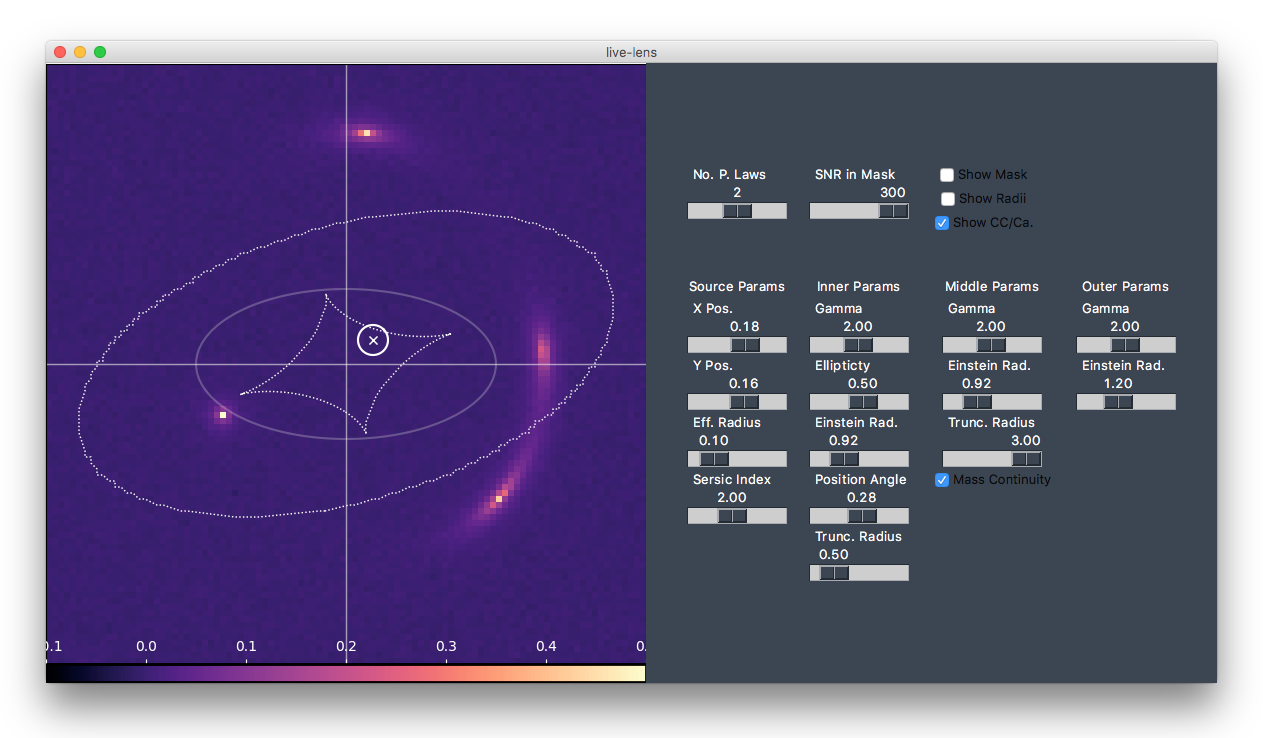 live-lens
No. P. Laws
2
SNR in Mask
300
Show Mask
Show Radii
Show CC/Ca.
Source Params
X Pos.
0.18
Y Pos.
0.16
Eff. Radius
0.10
Sersic Index
2.00
Inner Params
Gamma
2.00
Ellipticty
0.50
Einstein Rad.
0.92
Position Angle
0.28
Trunc. Radius
0.50
Middle Params
Gamma
2.00
Einstein Rad.
0.92
Trunc. Radius
3.00
Mass Continuity
Outer Params
Gamma
2.00
Einstein Rad.
1.20
0.0 0.1 0.2 0.3 0.4